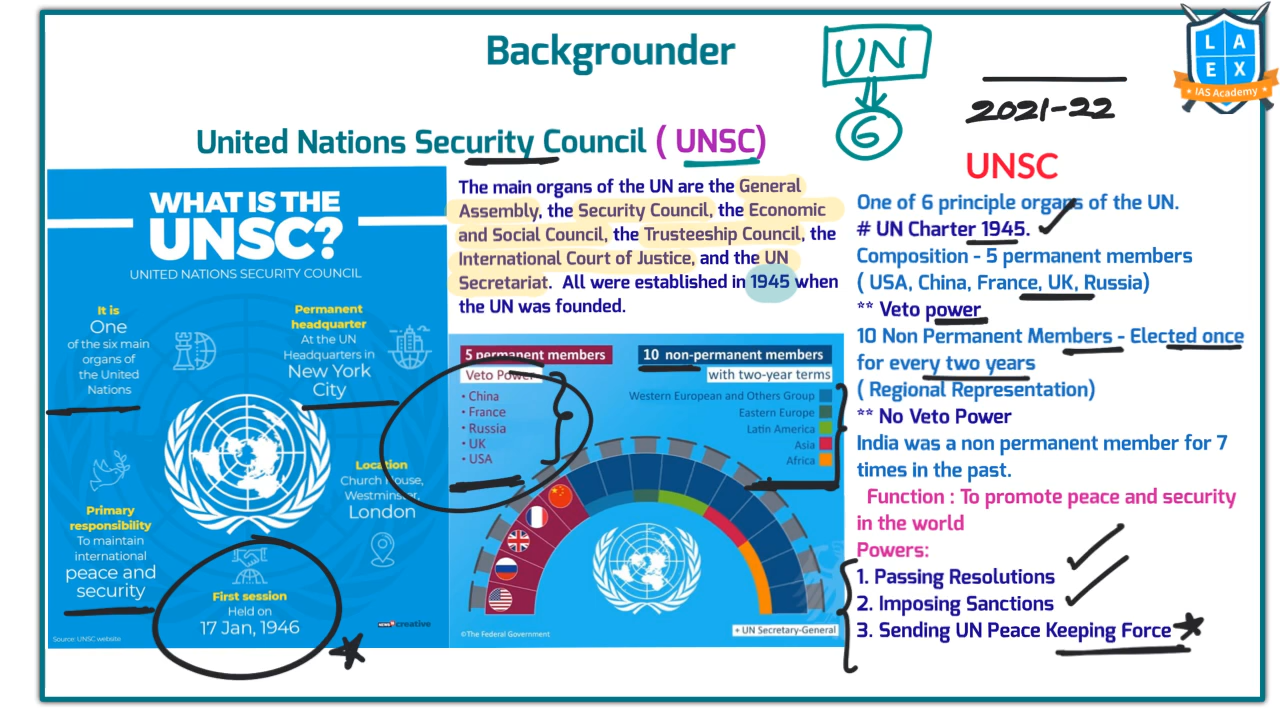 Backgrounder
UN
6
2021-22
L A
E X
IAS Academy
United Nations Security Council ( UNSC)
WHAT IS THE
UNSC?
UNITED NATIONS SECURITY COUNCIL
It is
One
of the six main
organs of
the United
Nations
Permanent
headquarter
At the UN
Headquarters in
New York
City
Primary
responsibility
To maintain
international
peace and
security
Location
Church House,
Westminster,
London
First session
Held on
17 Jan, 1946
Source: UNSC website
NEWS18 creative
The main organs of the UN are the General
Assembly, the Security Council, the Economic
and Social Council, the Trusteeship Council, the
International Court of Justice, and the UN
Secretariat. All were established in 1945 when
the UN was founded.
5 permanent members
Veto Power
• China
• France
• Russia
• UK
• USA
10 non-permanent members
with two-year terms
Western European and Others Group
Eastern Europe
Latin America
Asia
Africa
©The Federal Government
+ UN Secretary-General
UNSC
One of 6 principle organs of the UN.
# UN Charter 1945.
Composition - 5 permanent members
( USA, China, France, UK, Russia)
** Veto power
10 Non Permanent Members - Elected once
for every two years
( Regional Representation)
** No Veto Power
India was a non permanent member for 7
times in the past.
Function : To promote peace and security
in the world
Powers:
1. Passing Resolutions
2. Imposing Sanctions
3. Sending UN Peace Keeping Force